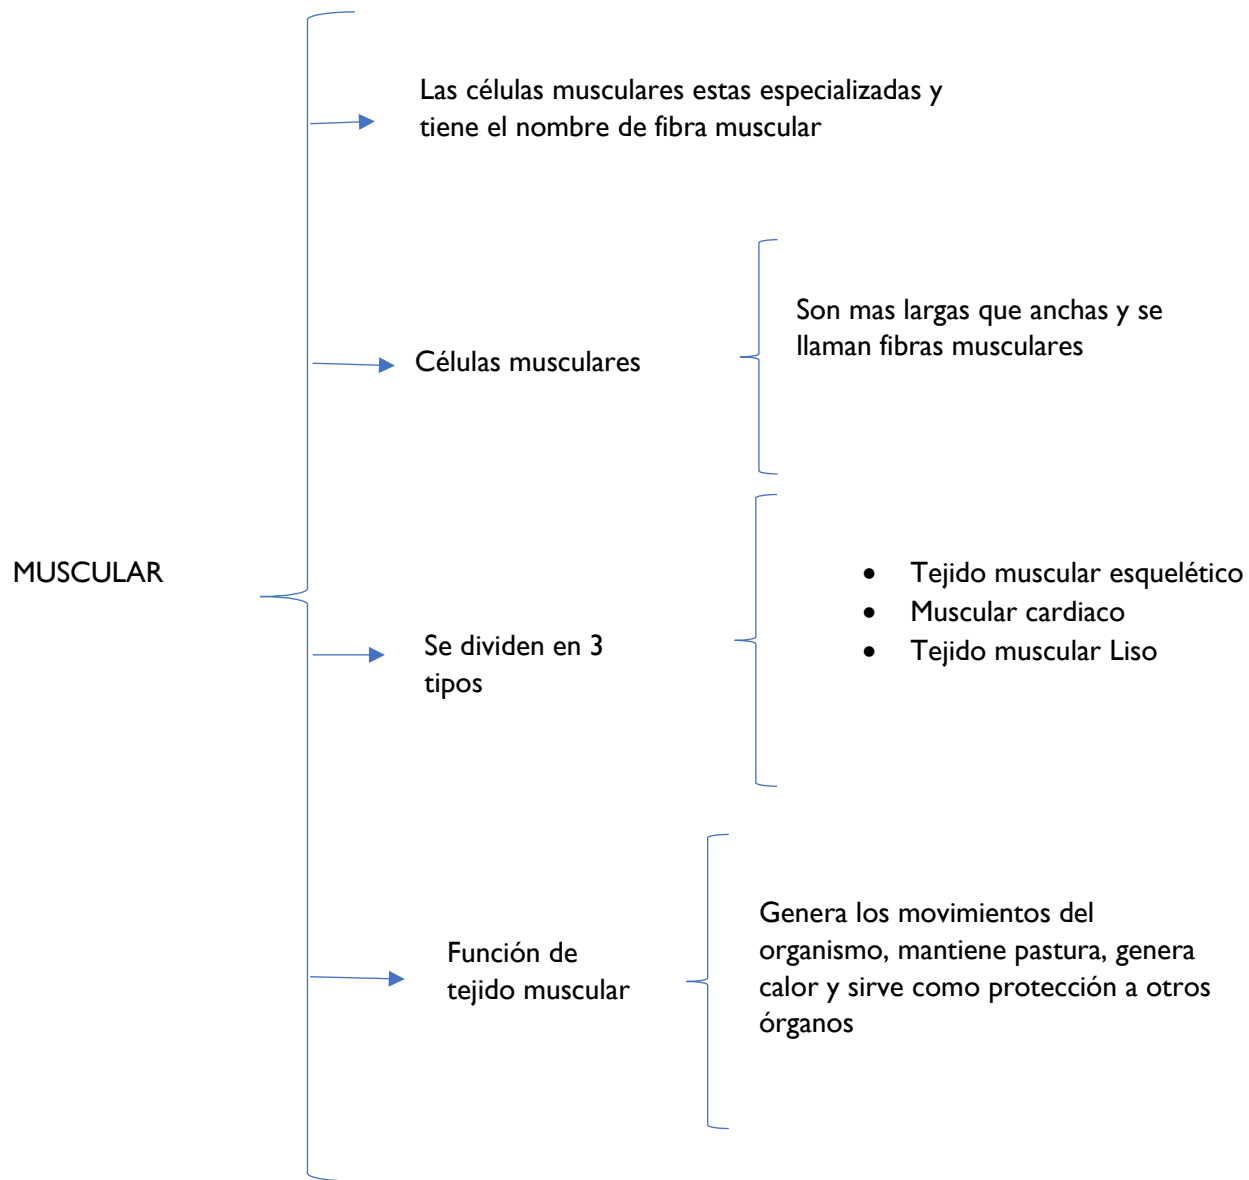 Las células musculares estas especializadas y
tiene el nombre de fibra muscular
Son mas largas que anchas y se
llaman fibras musculares
Células musculares
MUSCULAR
• Tejido muscular esquelético
• Muscular cardiaco
• Tejido muscular Liso
Se dividen en 3
tipos
Genera los movimientos del
organismo, mantiene pastura, genera
calor y sirve como protección a otros
órganos
Función de
tejido muscular